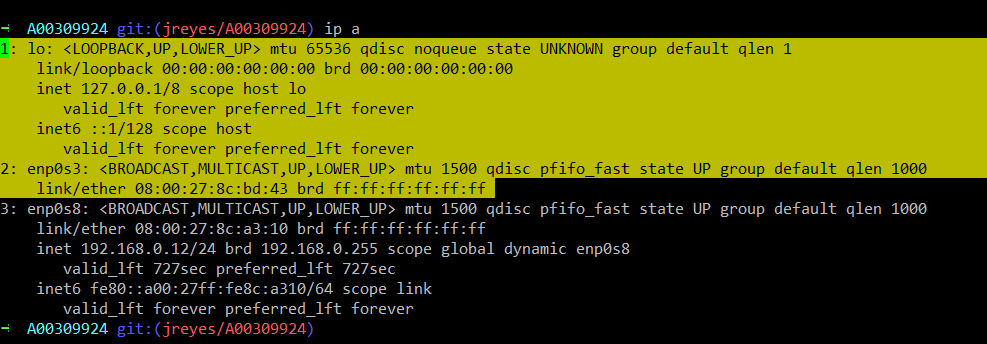 → A00309924 git:(jreyes/A00309924) ip a
1: lo: <LOOPBACK,UP,LOWER_UP> mtu 65536 qdisc noqueue state UNKNOWN group default qlen 1
    link/loopback 00:00:00:00:00:00 brd 00:00:00:00:00:00
    inet 127.0.0.1/8 scope host lo
       valid_lft forever preferred_lft forever
    inet6 ::1/128 scope host
       valid_lft forever preferred_lft forever
2: enp0s3: <BROADCAST,MULTICAST,UP,LOWER_UP> mtu 1500 qdisc pfifo_fast state UP group default qlen 1000
    link/ether 08:00:27:8c:bd:43 brd ff:ff:ff:ff:ff:ff
3: enp0s8: <BROADCAST,MULTICAST,UP,LOWER_UP> mtu 1500 qdisc pfifo_fast state UP group default qlen 1000
    link/ether 08:00:27:8c:a3:10 brd ff:ff:ff:ff:ff:ff
    inet 192.168.0.12/24 brd 192.168.0.255 scope global dynamic enp0s8
       valid_lft 727sec preferred_lft 727sec
    inet6 fe80::a00:27ff:fe8c:a310/64 scope link
       valid_lft forever preferred_lft forever
→ A00309924 git:(jreyes/A00309924)